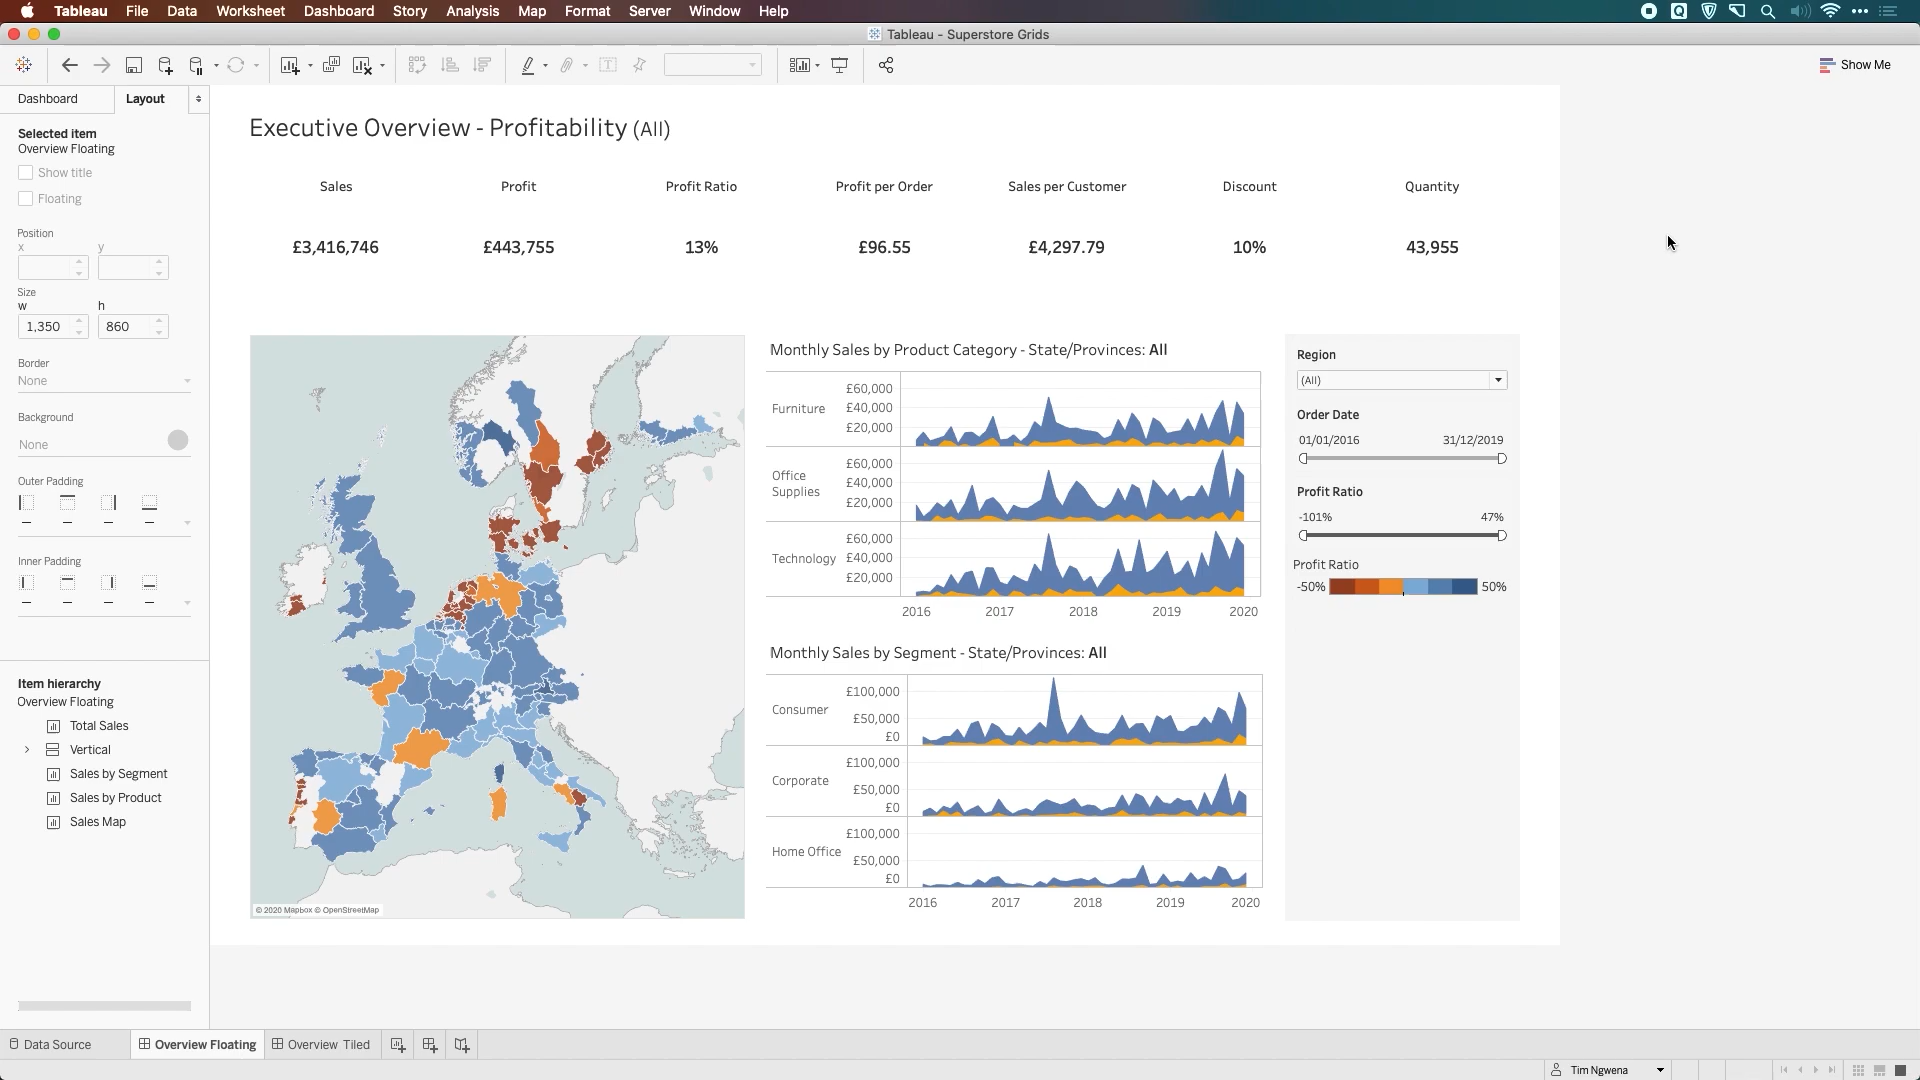 Tableau File Data Worksheet Dashboard Story Analysis Map Format Server Window Help
Tableau - Superstore Grids
Show Me
Dashboard Layout
Selected item
Overview Floating
Show title
Floating
Position
x y
Size
w h
1,350 860
Border
None
Background
None
Outer Padding
Inner Padding
Item hierarchy
Overview Floating
Total Sales
Vertical
Sales by Segment
Sales by Product
Sales Map
Executive Overview - Profitability (All)
Sales Profit Profit Ratio Profit per Order Sales per Customer Discount Quantity
£3,416,746 £443,755 13% £96.55 £4,297.79 10% 43,955
© 2020 Mapbox © OpenStreetMap
Monthly Sales by Product Category - State/Provinces: All
Furniture
£60,000
£40,000
£20,000
Office
Supplies
£60,000
£40,000
£20,000
Technology
£60,000
£40,000
£20,000
2016 2017 2018 2019 2020
Monthly Sales by Segment - State/Provinces: All
Consumer
£100,000
£50,000
£0
Corporate
£100,000
£50,000
£0
Home Office
£100,000
£50,000
£0
2016 2017 2018 2019 2020
Region
(All)
Order Date
01/01/2016 31/12/2019
Profit Ratio
-101% 47%
Profit Ratio
-50% 50%
Data Source Overview Floating Overview Tiled
Tim Ngwena